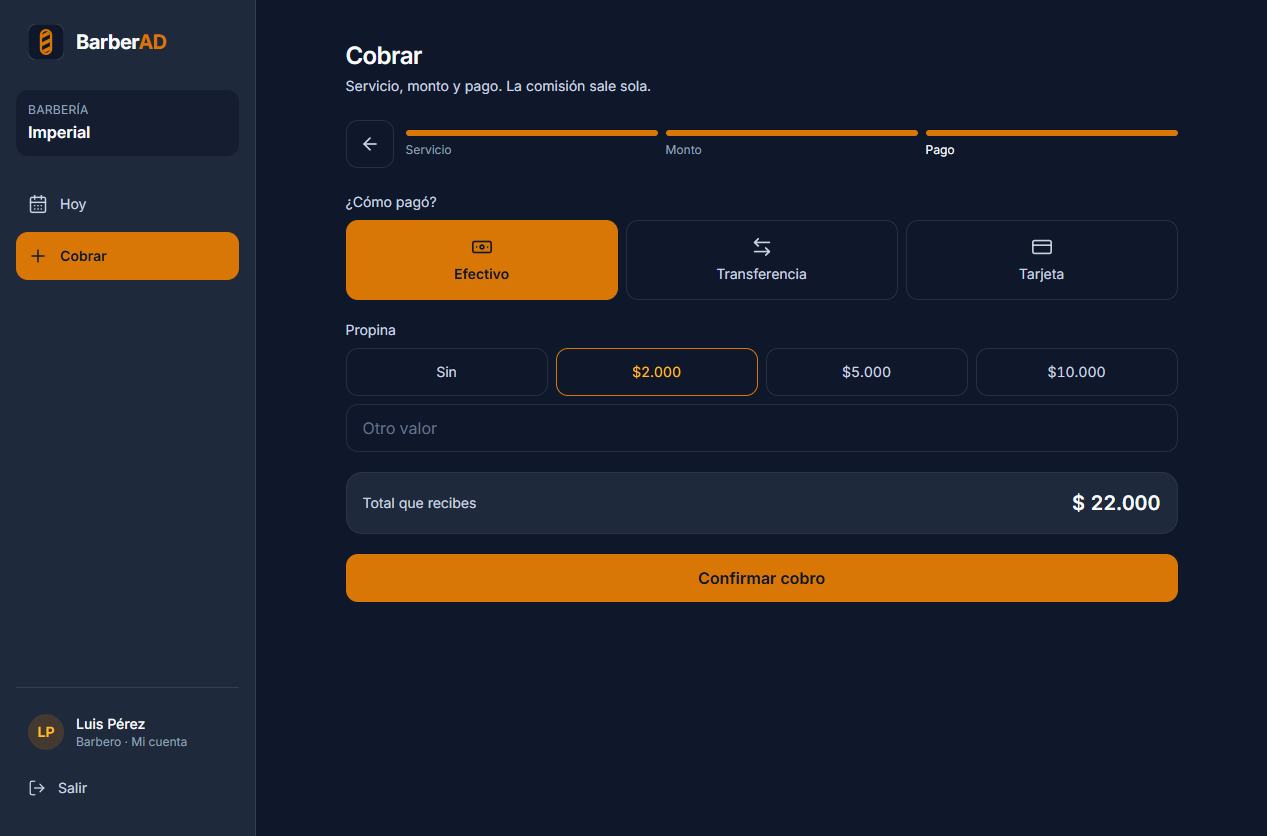 BarberAD
BARBERÍA
Imperial
Hoy
Cobrar
LP
Luis Pérez
Barbero · Mi cuenta
Salir
Cobrar
Servicio, monto y pago. La comisión sale sola.
Servicio
Monto
Pago
¿Cómo pagó?
Efectivo
Transferencia
Tarjeta
Propina
Sin
$2.000
$5.000
$10.000
Otro valor
Total que recibes
$ 22.000
Confirmar cobro